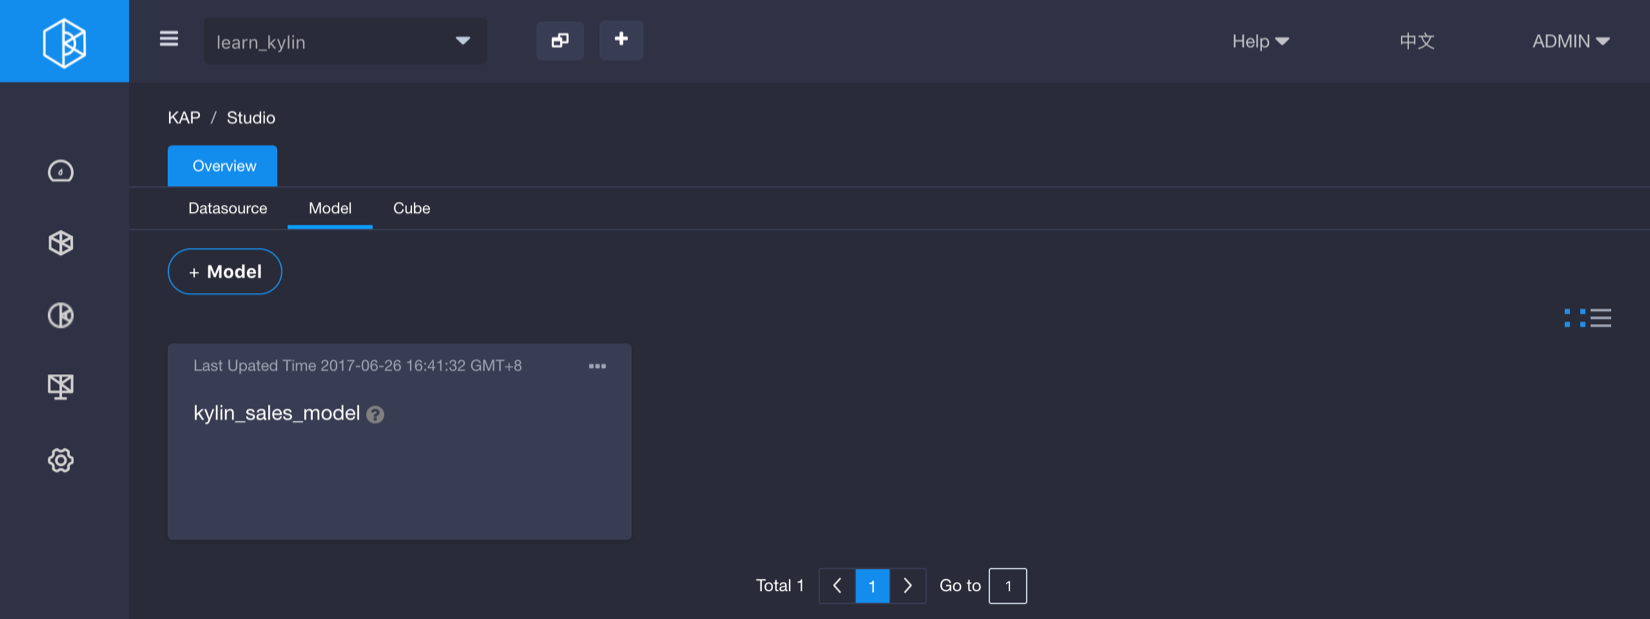 learn_kylin
Help
中文
ADMIN
KAP / Studio
Overview
Datasource Model Cube
+ Model
Last Upated Time 2017-06-26 16:41:32 GMT+8
kylin_sales_model ?
Total 1 < 1 > Go to 1